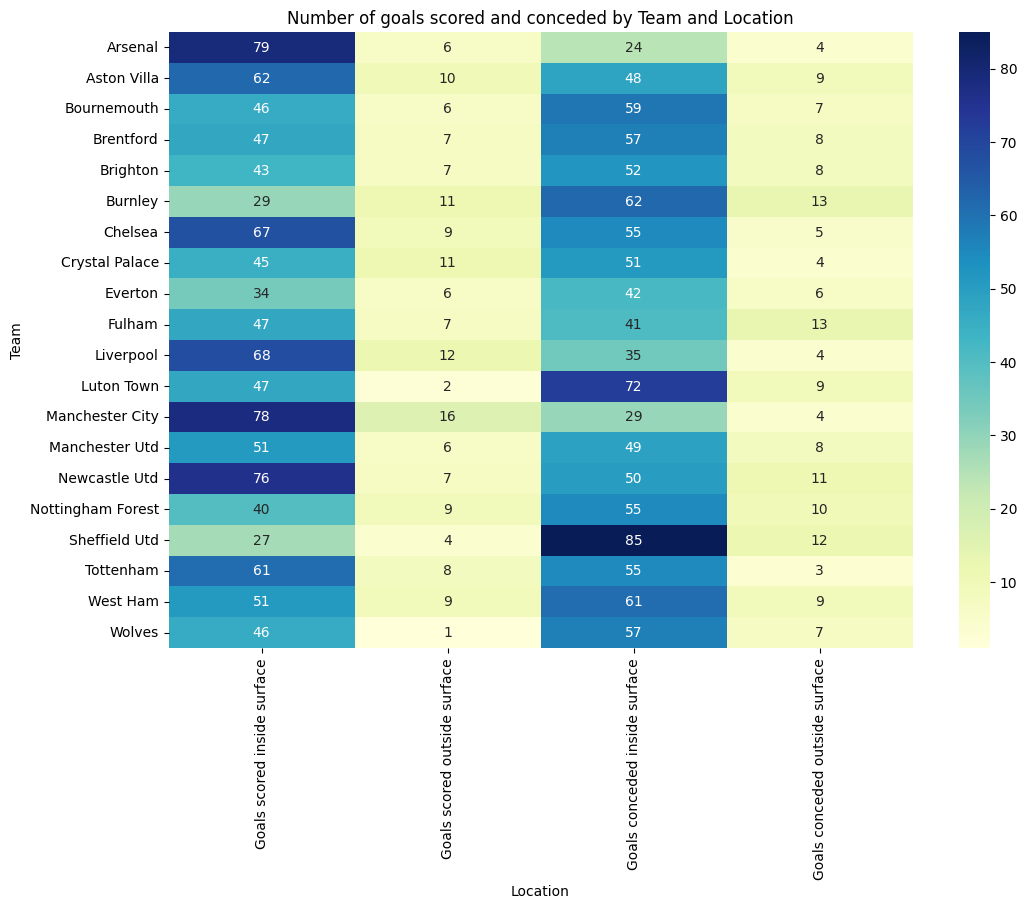 Number of goals scored and conceded by Team and Location
Team
Arsenal 79 6 24 4
Aston Villa 62 10 48 9
Bournemouth 46 6 59 7
Brentford 47 7 57 8
Brighton 43 7 52 8
Burnley 29 11 62 13
Chelsea 67 9 55 5
Crystal Palace 45 11 51 4
Everton 34 6 42 6
Fulham 47 7 41 13
Liverpool 68 12 35 4
Luton Town 47 2 72 9
Manchester City 78 16 29 4
Manchester Utd 51 6 49 8
Newcastle Utd 76 7 50 11
Nottingham Forest 40 9 55 10
Sheffield Utd 27 4 85 12
Tottenham 61 8 55 3
West Ham 51 9 61 9
Wolves 46 1 57 7
Goals scored inside surface
Goals scored outside surface
Goals conceded inside surface
Goals conceded outside surface
Location
80
70
60
50
40
30
20
10